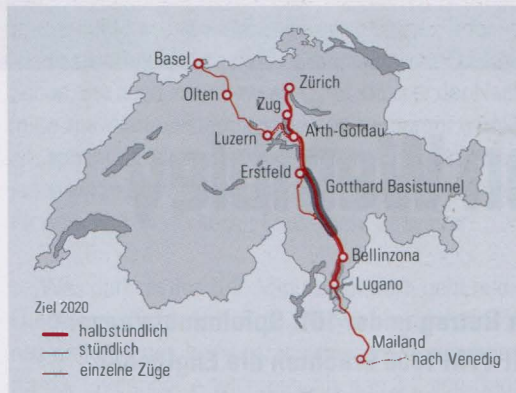 Basel
Zürich
Olten
Zug
Luzern
Arth-Goldau
Erstfeld
Gotthard Basistunnel
Bellinzona
Lugano
Ziel 2020
halbstündlich
stündlich
einzelne Züge
Mailand
nach Venedig